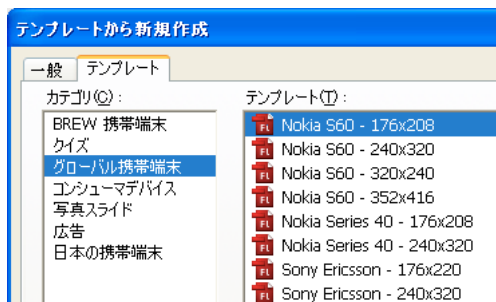 テンプレートから新規作成
一般 テンプレート
カテゴリ(C):
BREW 携帯端末
クイズ
グローバル携帯端末
コンシューマデバイス
写真スライド
広告
日本の携帯端末
テンプレート(T):
Nokia S60 - 176x208
Nokia S60 - 240x320
Nokia S60 - 320x240
Nokia S60 - 352x416
Nokia Series 40 - 176x208
Nokia Series 40 - 240x320
Sony Ericsson - 176x220
Sony Ericsson - 240x320